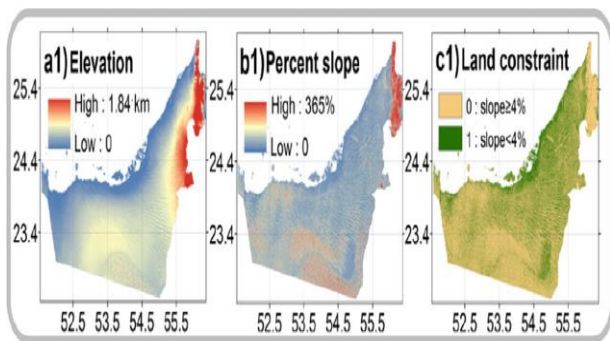 a1)Elevation
High : 1.84 km
Low : 0
25.4
24.4
23.4
52.5 53.5 54.5 55.5
b1)Percent slope
High : 365%
Low : 0
25.4
24.4
23.4
52.5 53.5 54.5 55.5
c1)Land constraint
0 : slope≥4%
1 : slope<4%
25.4
24.4
23.4
52.5 53.5 54.5 55.5